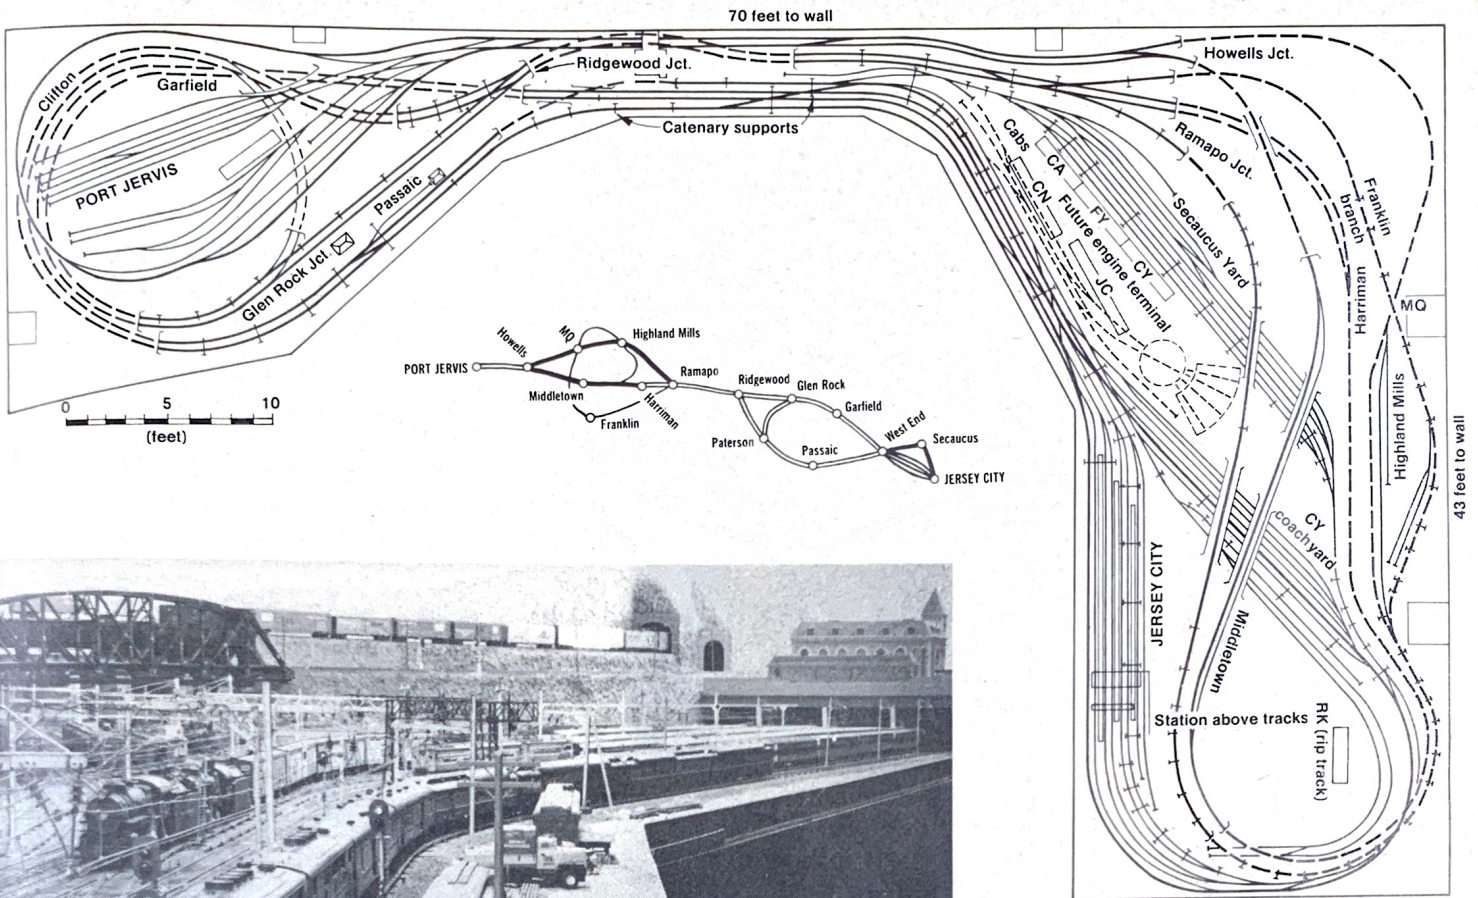 70 feet to wall
Clifton
Garfield
Ridgewood Jct.
Howells Jct.
Catenary supports
PORT JERVIS
Passaic
Glen Rock Jct.
Ramapo Jct.
Cabs
CA
CN
FY
CY
JC
Future engine terminal
Secaucus Yard
Franklin
branch
Harriman
MQ
Highland Mills
43 feet to wall
0 5 10
(feet)
PORT JERVIS
Howells
MQ
Highland Mills
Middletown
Franklin
Harriman
Ramapo
Ridgewood
Glen Rock
Garfield
Paterson
Passaic
West End
Secaucus
JERSEY CITY
CY
coach yard
JERSEY CITY
Middletown
Station above tracks
RK (rip track)